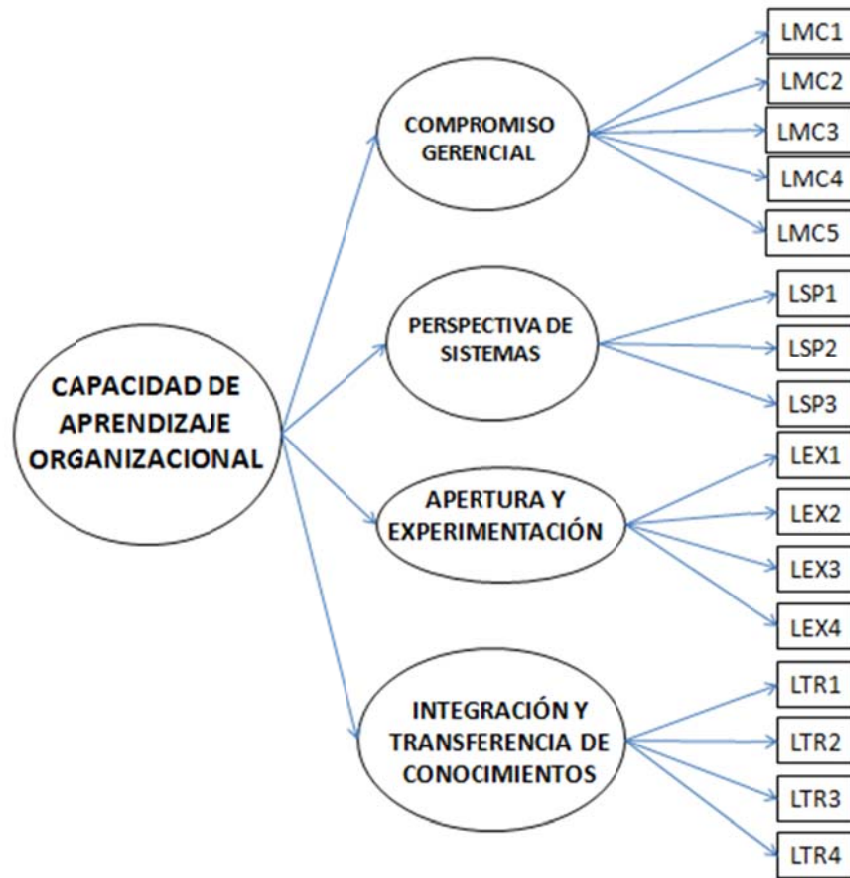 CAPACIDAD DE
APRENDIZAJE
ORGANIZACIONAL
COMPROMISO
GERENCIAL
LMC1
LMC2
LMC3
LMC4
LMC5
PERSPECTIVA DE
SISTEMAS
LSP1
LSP2
LSP3
APERTURA Y
EXPERIMENTACIÓN
LEX1
LEX2
LEX3
LEX4
INTEGRACIÓN Y
TRANSFERENCIA DE
CONOCIMIENTOS
LTR1
LTR2
LTR3
LTR4